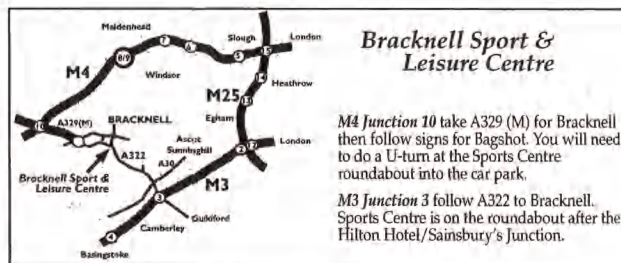 Maidenhead
7
6
8/9
Slough
5
15
London
M4
Windsor
14
Heathrow
M25
13
10
A329(M)
BRACKNELL
Egham
Ascot
Sunninghill
A322
A30
2
12
London
Bracknell Sport &
Leisure Centre
M3
3
Guildford
Camberley
4
Basingstoke
Bracknell Sport &
Leisure Centre
M4 Junction 10 take A329 (M) for Bracknell
then follow signs for Bagshot. You will need
to do a U-turn at the Sports Centre
roundabout into the car park.
M3 Junction 3 follow A322 to Bracknell.
Sports Centre is on the roundabout after the
Hilton Hotel/Sainsbury's Junction.